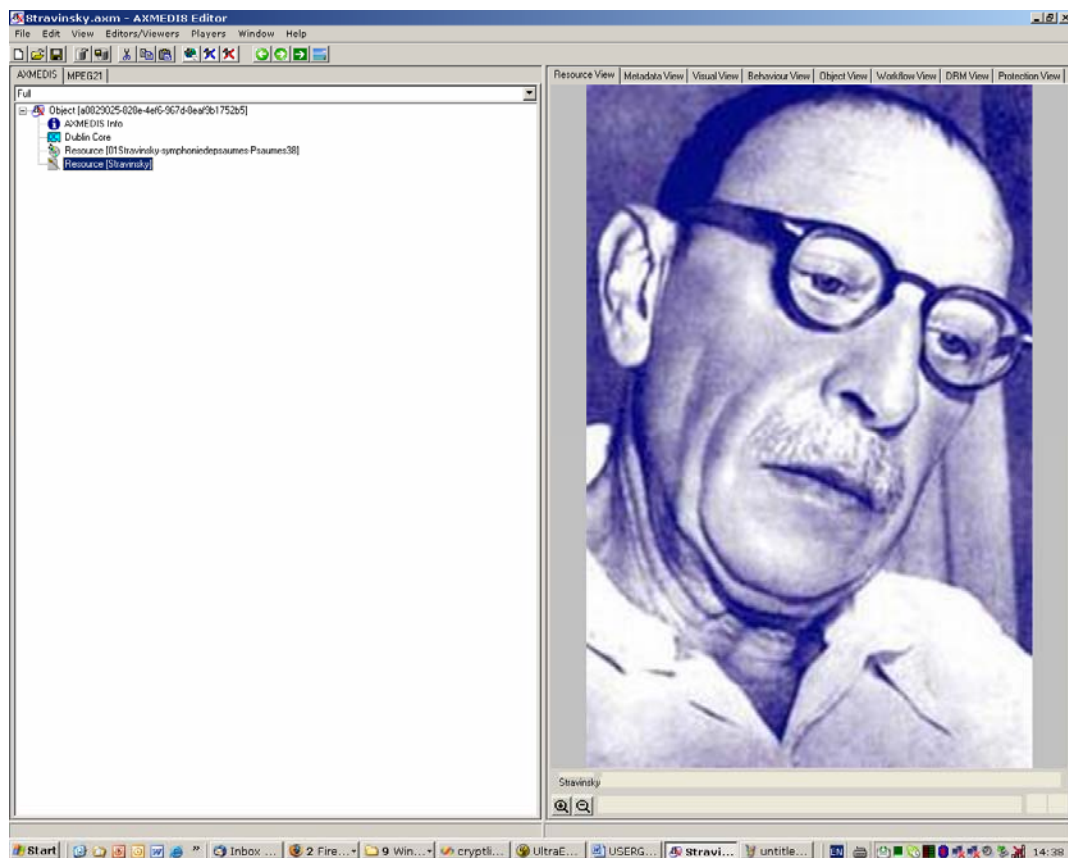 Stravinsky.axm - AXMEDIS Editor
File Edit View Editors/Viewers Players Window Help
AXMEDIS MPEG21
Resource View Metadata View Visual View Behaviour View Object View Workflow View DRM View Protection View
Full
Object [a0829025-828e-4ef6-967d-8eaf9b1752b5]
AXMEDIS Info
Dublin Core
Resource [01Stravinsky-symphoniedepsaumes-Psaumes38]
Resource [Stravinsky]
Stravinsky
Start Inbox ... 2 Fire... 9 Win... cryptli... UltraE... USERG... Stravi... untitle... EN 14:38